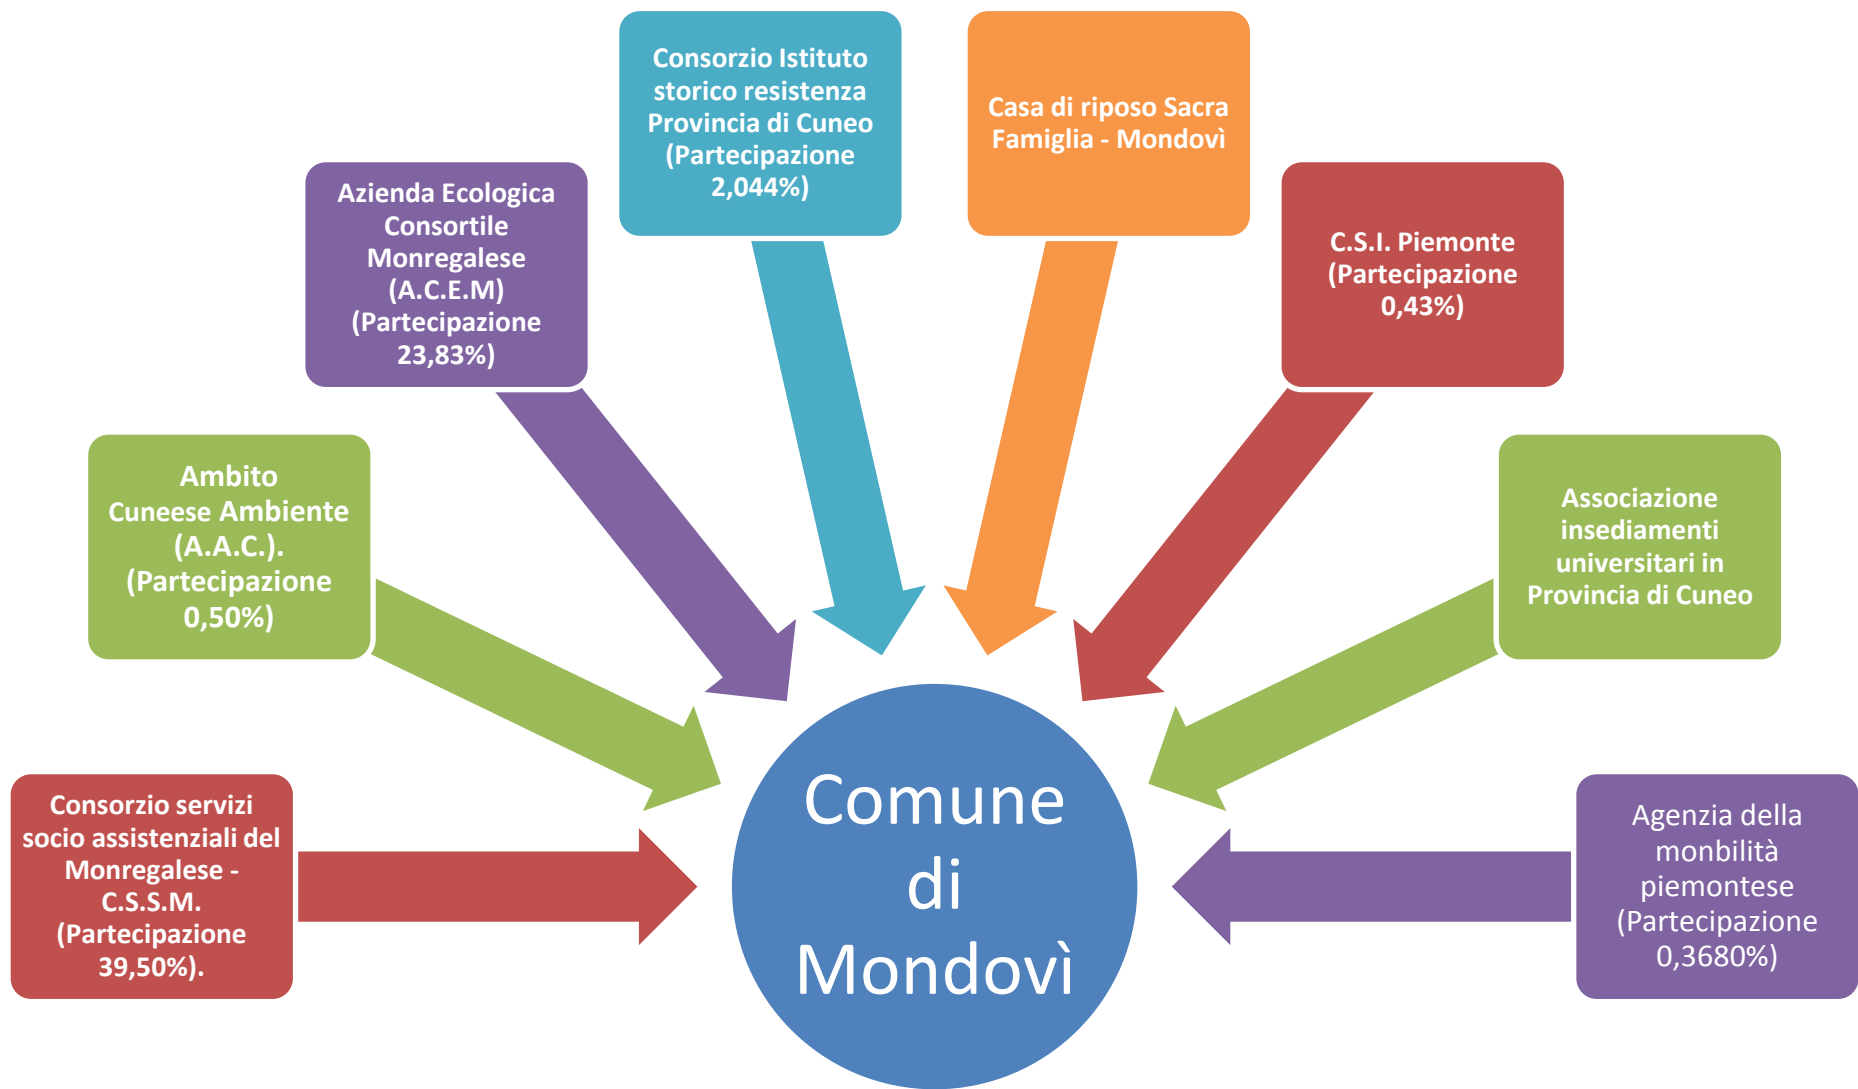 Consorzio Istituto
storico resistenza
Provincia di Cuneo
(Partecipazione
2,044%)
Casa di riposo Sacra
Famiglia - Mondovì
Azienda Ecologica
Consortile
Monregalese
(A.C.E.M)
(Partecipazione
23,83%)
C.S.I. Piemonte
(Partecipazione
0,43%)
Ambito
Cuneese Ambiente
(A.A.C.).
(Partecipazione
0,50%)
Associazione
insediamenti
universitari in
Provincia di Cuneo
Consorzio servizi
socio assistenziali del
Monregalese -
C.S.S.M.
(Partecipazione
39,50%).
Comune
di
Mondovì
Agenzia della
monbilità
piemontese
(Partecipazione
0,3680%)